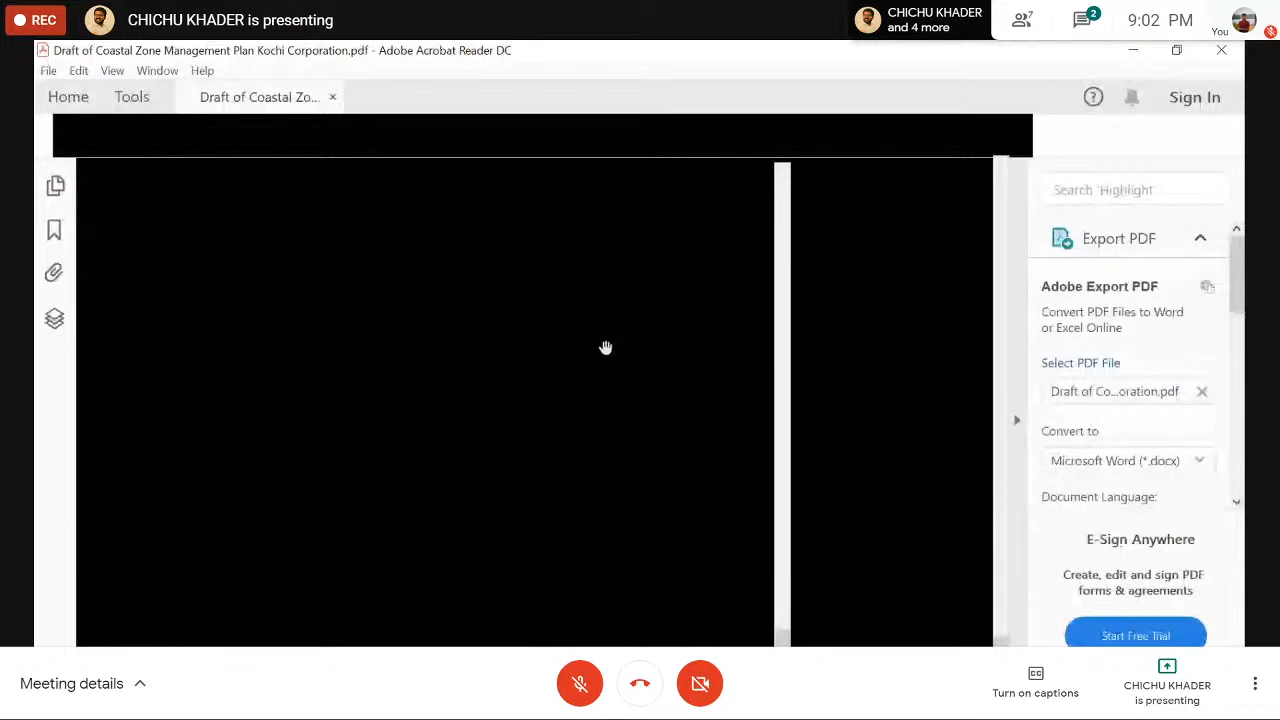 REC
CHICHU KHADER is presenting
CHICHU KHADER
and 4 more
7
2
9:02 PM
You
Draft of Coastal Zone Management Plan Kochi Corporation.pdf - Adobe Acrobat Reader DC
File Edit View Window Help
Home Tools Draft of Coastal Zo... ×
Sign In
Search 'Highlight'
Export PDF
Adobe Export PDF
Convert PDF Files to Word
or Excel Online
Select PDF File
Draft of Co...oration.pdf
Convert to
Microsoft Word (*.docx)
Document Language:
E-Sign Anywhere
Create, edit and sign PDF
forms & agreements
Start Free Trial
Meeting details
Turn on captions
CHICHU KHADER
is presenting